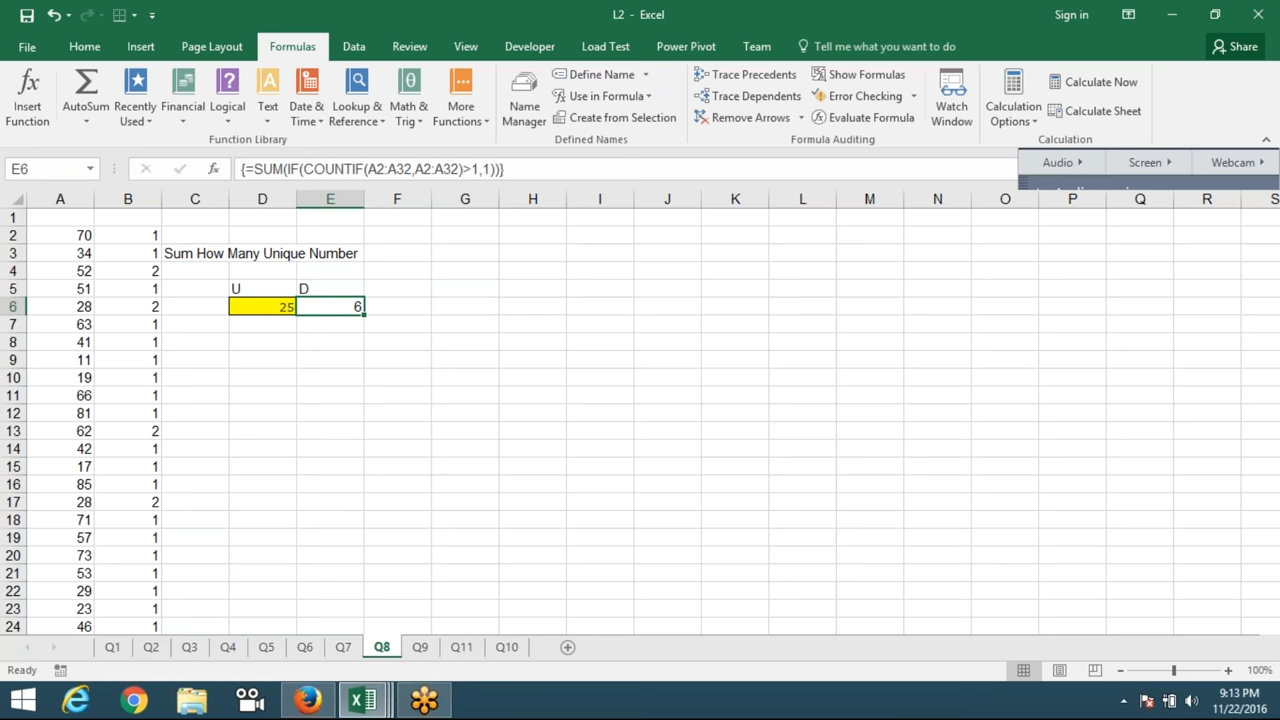 L2 - Excel
Sign in
File
Home
Insert
Page Layout
Formulas
Data
Review
View
Developer
Load Test
Power Pivot
Team
Tell me what you want to do
Share
Insert Function
AutoSum
Recently Used
Financial
Logical
Text
Date & Time
Lookup & Reference
Math & Trig
More Functions
Function Library
Name Manager
Define Name
Use in Formula
Create from Selection
Defined Names
Trace Precedents
Trace Dependents
Remove Arrows
Show Formulas
Error Checking
Evaluate Formula
Formula Auditing
Watch Window
Calculation Options
Calculate Now
Calculate Sheet
Calculation
E6
fx
{=SUM(IF(COUNTIF(A2:A32,A2:A32)>1,1))}
Audio
Screen
Webcam
A B C D E F G H I J K L M N O P Q R S
1
2 70 1
3 34 1 Sum How Many Unique Number
4 52 2
5 51 1 U D
6 28 2 25 6
7 63 1
8 41 1
9 11 1
10 19 1
11 66 1
12 81 1
13 62 2
14 42 1
15 17 1
16 85 1
17 28 2
18 71 1
19 57 1
20 73 1
21 53 1
22 29 1
23 23 1
24 46 1
Q1 Q2 Q3 Q4 Q5 Q6 Q7 Q8 Q9 Q11 Q10
Ready
100%
9:13 PM
11/22/2016